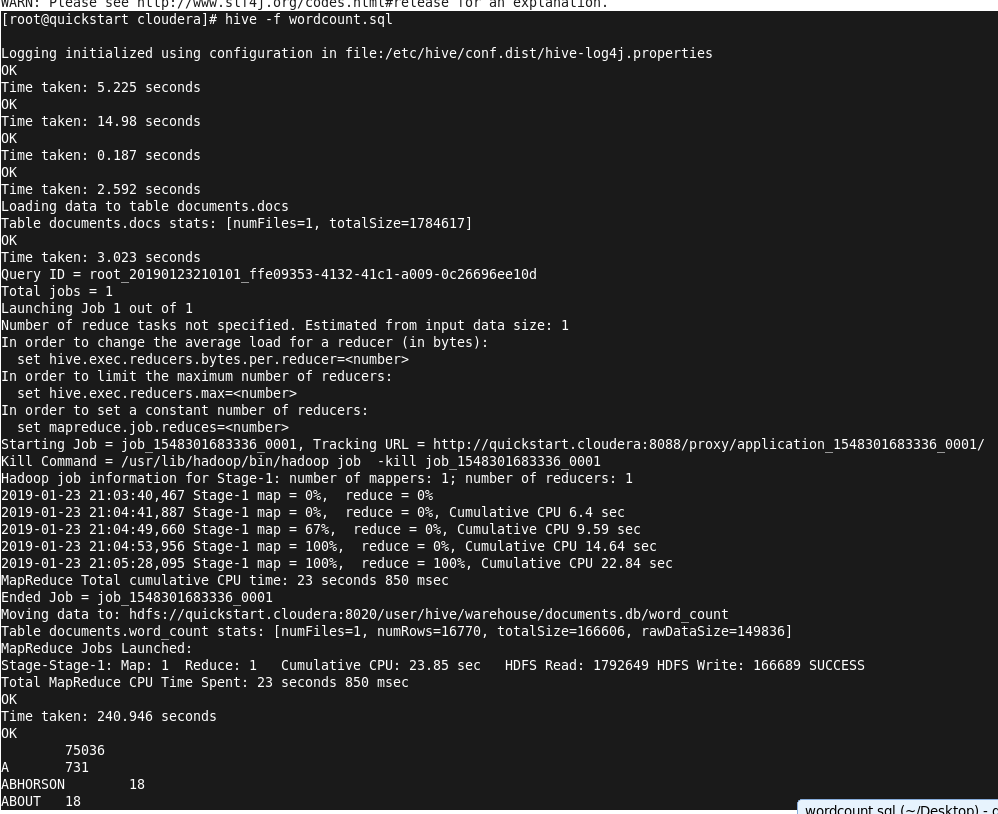 WARN: Please see http://www.slf4j.org/codes.html#release for an explanation.
[root@quickstart cloudera]# hive -f wordcount.sql
Logging initialized using configuration in file:/etc/hive/conf.dist/hive-log4j.properties
OK
Time taken: 5.225 seconds
OK
Time taken: 14.98 seconds
OK
Time taken: 0.187 seconds
OK
Time taken: 2.592 seconds
Loading data to table documents.docs
Table documents.docs stats: [numFiles=1, totalSize=1784617]
OK
Time taken: 3.023 seconds
Query ID = root_20190123210101_ffe09353-4132-41c1-a009-0c26696ee10d
Total jobs = 1
Launching Job 1 out of 1
Number of reduce tasks not specified. Estimated from input data size: 1
In order to change the average load for a reducer (in bytes):
  set hive.exec.reducers.bytes.per.reducer=<number>
In order to limit the maximum number of reducers:
  set hive.exec.reducers.max=<number>
In order to set a constant number of reducers:
  set mapreduce.job.reduces=<number>
Starting Job = job_1548301683336_0001, Tracking URL = http://quickstart.cloudera:8088/proxy/application_1548301683336_0001/
Kill Command = /usr/lib/hadoop/bin/hadoop job  -kill job_1548301683336_0001
Hadoop job information for Stage-1: number of mappers: 1; number of reducers: 1
2019-01-23 21:03:40,467 Stage-1 map = 0%,  reduce = 0%
2019-01-23 21:04:41,887 Stage-1 map = 0%,  reduce = 0%, Cumulative CPU 6.4 sec
2019-01-23 21:04:49,660 Stage-1 map = 67%,  reduce = 0%, Cumulative CPU 9.59 sec
2019-01-23 21:04:53,956 Stage-1 map = 100%,  reduce = 0%, Cumulative CPU 14.64 sec
2019-01-23 21:05:28,095 Stage-1 map = 100%,  reduce = 100%, Cumulative CPU 22.84 sec
MapReduce Total cumulative CPU time: 23 seconds 850 msec
Ended Job = job_1548301683336_0001
Moving data to: hdfs://quickstart.cloudera:8020/user/hive/warehouse/documents.db/word_count
Table documents.word_count stats: [numFiles=1, numRows=16770, totalSize=166606, rawDataSize=149836]
MapReduce Jobs Launched:
Stage-Stage-1: Map: 1  Reduce: 1   Cumulative CPU: 23.85 sec   HDFS Read: 1792649 HDFS Write: 166689 SUCCESS
Total MapReduce CPU Time Spent: 23 seconds 850 msec
OK
Time taken: 240.946 seconds
OK
        75036
A       731
ABHORSON        18
ABOUT   18
wordcount.sql (~/Desktop) -